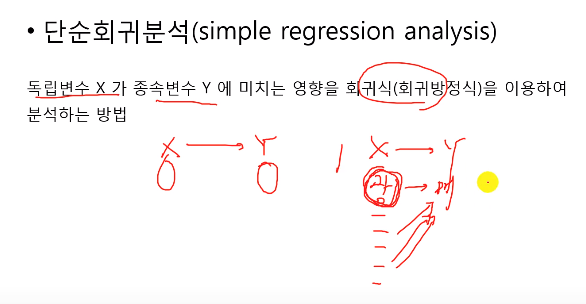 • 단순회귀분석(simple regression analysis)
독립변수 X 가 종속변수 Y 에 미치는 영향을 회귀식(회귀방정식)을 이용하여
분석하는 방법
X → Y
X → Y